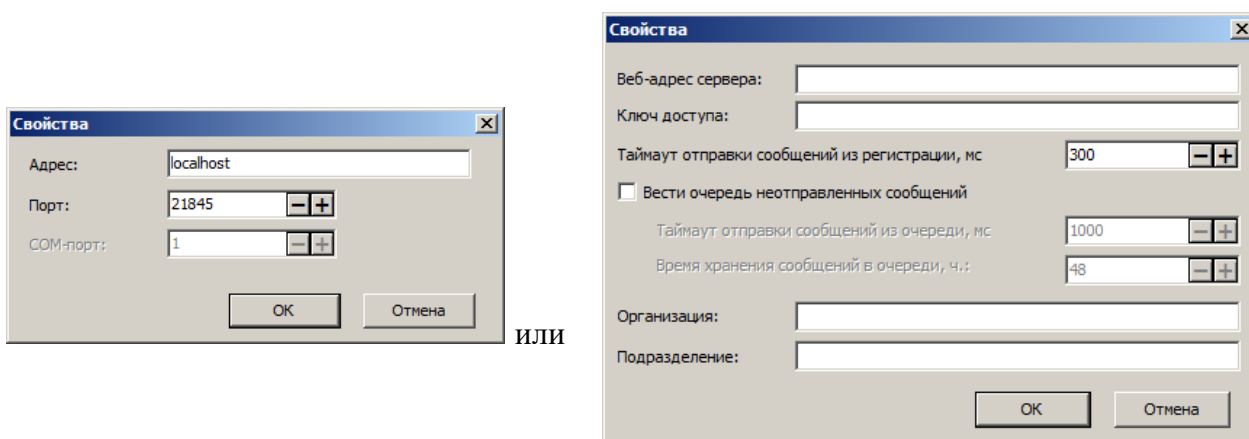 Свойства
Адрес: localhost
Порт: 21845
COM-порт: 1
OK Отмена
или
Свойства
Веб-адрес сервера:
Ключ доступа:
Таймаут отправки сообщений из регистрации, мс 300
Вести очередь неотправленных сообщений
Таймаут отправки сообщений из очереди, мс 1000
Время хранения сообщений в очереди, ч.: 48
Организация:
Подразделение:
OK Отмена